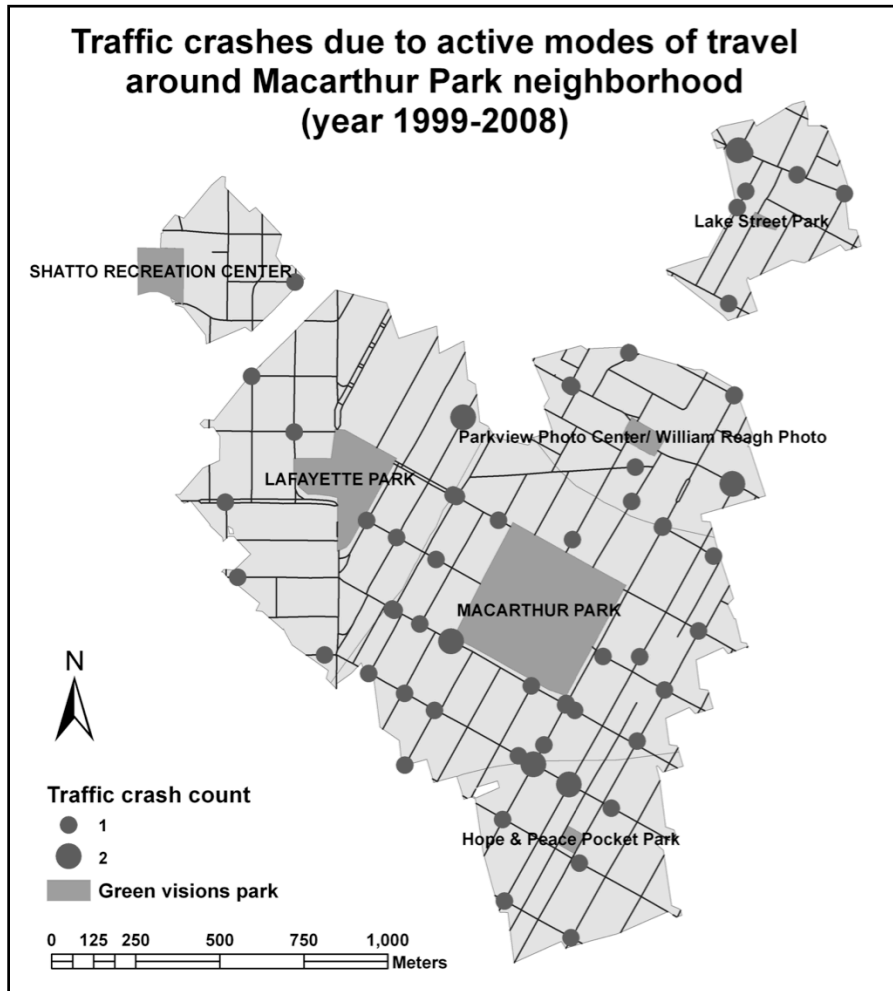 Traffic crashes due to active modes of travel
around Macarthur Park neighborhood
(year 1999-2008)
Lake Street Park
SHATTO RECREATION CENTER
Parkview Photo Center/ William Reagh Photo
LAFAYETTE PARK
MACARTHUR PARK
N
Traffic crash count
1
2
Green visions park
Hope & Peace Pocket Park
0 125 250 500 750 1,000
Meters